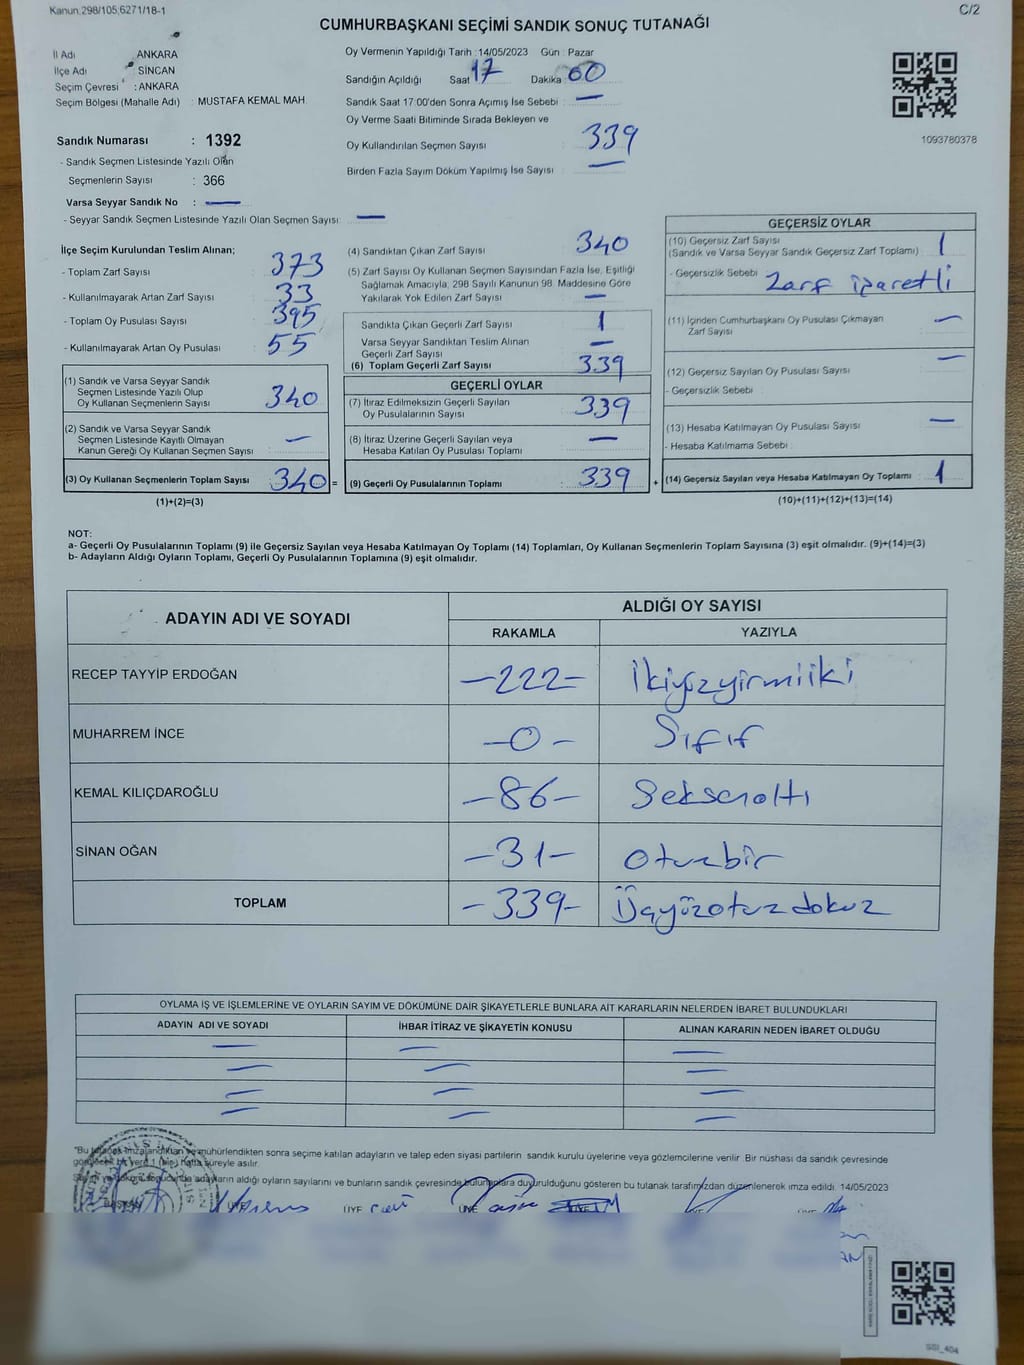 Kanun.298/105,6271/18-1
C/2
CUMHURBAŞKANI SEÇİMİ SANDIK SONUÇ TUTANAĞI
İl Adı ANKARA
İlçe Adı : SİNCAN
Seçim Çevresi : ANKARA
Seçim Bölgesi (Mahalle Adı) : MUSTAFA KEMAL MAH.
Oy Vermenin Yapıldığı Tarih :14/05/2023 Gün : Pazar
Sandığın Açıldığı Saat 17 Dakika 00
Sandık Saat 17:00'den Sonra Açımış İse Sebebi : —
Oy Verme Saati Bitiminde Sırada Bekleyen ve
Oy Kullandırılan Seçmen Sayısı : 339
Birden Fazla Sayım Döküm Yapılmış İse Sayısı : —
1093780378
Sandık Numarası : 1392
- Sandık Seçmen Listesinde Yazılı Olan
Seçmenlerin Sayısı : 366
Varsa Seyyar Sandık No : —
- Seyyar Sandık Seçmen Listesinde Yazılı Olan Seçmen Sayısı: —
İlçe Seçim Kurulundan Teslim Alınan;
- Toplam Zarf Sayısı : 373
- Kullanılmayarak Artan Zarf Sayısı : 33
- Toplam Oy Pusulası Sayısı : 395
- Kullanılmayarak Artan Oy Pusulası : 55
(1) Sandık ve Varsa Seyyar Sandık
Seçmen Listesinde Yazılı Olup
Oy Kullanan Seçmenlerin Sayısı : 340
(2) Sandık ve Varsa Seyyar Sandık
Seçmen Listesinde Kayıtlı Olmayan
Kanun Gereği Oy Kullanan Seçmen Sayısı : —
(3) Oy Kullanan Seçmenlerin Toplam Sayısı : 340 =
(1)+(2)=(3)
(4) Sandıktan Çıkan Zarf Sayısı : 340
(5) Zarf Sayısı Oy Kullanan Seçmen Sayısından Fazla İse, Eşitliği
Sağlamak Amacıyla, 298 Sayılı Kanunun 98. Maddesine Göre
Yakılarak Yok Edilen Zarf Sayısı : —
Sandıkta Çıkan Geçerli Zarf Sayısı : 1
Varsa Seyyar Sandıktan Teslim Alınan
Geçerli Zarf Sayısı : —
(6) Toplam Geçerli Zarf Sayısı : 339
GEÇERLİ OYLAR
(7) İtiraz Edilmeksizin Geçerli Sayılan
Oy Pusulalarının Sayısı : 339
(8) İtiraz Üzerine Geçerli Sayılan veya
Hesaba Katılan Oy Pusulası Toplamı : —
(9) Geçerli Oy Pusulalarının Toplamı : 339 +
GEÇERSİZ OYLAR
(10) Geçersiz Zarf Sayısı
(Sandık ve Varsa Seyyar Sandık Geçersiz Zarf Toplamı) : 1
- Geçersizlik Sebebi : Zarf işaretli
(11) İçinden Cumhurbaşkanı Oy Pusulası Çıkmayan
Zarf Sayısı : —
(12) Geçersiz Sayılan Oy Pusulası Sayısı : —
- Geçersizlik Sebebi :
(13) Hesaba Katılmayan Oy Pusulası Sayısı : —
- Hesaba Katılmama Sebebi :
(14) Geçersiz Sayılan veya Hesaba Katılmayan Oy Toplamı : 1
(10)+(11)+(12)+(13)=(14)
NOT:
a- Geçerli Oy Pusulalarının Toplamı (9) ile Geçersiz Sayılan veya Hesaba Katılmayan Oy Toplamı (14) Toplamları, Oy Kullanan Seçmenlerin Toplam Sayısına (3) eşit olmalıdır. (9)+(14)=(3)
b- Adayların Aldığı Oyların Toplamı, Geçerli Oy Pusulalarının Toplamına (9) eşit olmalıdır.
ADAYIN ADI VE SOYADI ALDIĞI OY SAYISI
RAKAMLA YAZIYLA
RECEP TAYYİP ERDOĞAN —222— İkiyüzyirmiiki
MUHARREM İNCE —0— Sıfır
KEMAL KILIÇDAROĞLU —86— Seksenaltı
SİNAN OĞAN —31— Otuzbir
TOPLAM —339— Üçyüzotuzdokuz
OYLAMA İŞ VE İŞLEMLERİNE VE OYLARIN SAYIM VE DÖKÜMÜNE DAİR ŞİKAYETLERLE BUNLARA AİT KARARLARIN NELERDEN İBARET BULUNDUKLARI
ADAYIN ADI VE SOYADI İHBAR İTİRAZ VE ŞİKAYETİN KONUSU ALINAN KARARIN NEDEN İBARET OLDUĞU
— — —
— — —
— — —
— — —
*Bu tutanak imzalandıktan ve mühürlendikten sonra seçime katılan adayların ve talep eden siyasi partilerin sandık kurulu üyelerine veya gözlemcilerine verilir. Bir nüshası da sandık çevresinde
süreyle asılır.
adayların aldığı oyların sayılarını ve bunların sandık çevresinde bulunanlara duyurulduğunu gösteren bu tutanak tarafımızdan düzenlenerek imza edildi. 14/05/2023
BAŞKAN ÜYE ÜYE ÜYE
SSI_404